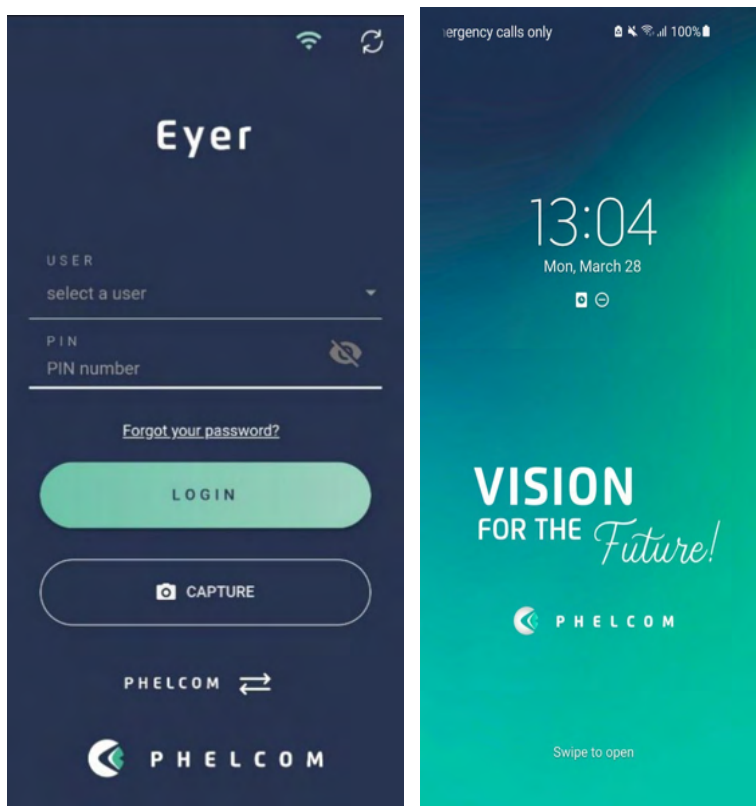 Eyer
USER
select a user
PIN
PIN number
Forgot your password?
LOGIN
CAPTURE
PHELCOM
PHELCOM
ergency calls only 100%
13:04
Mon, March 28
VISION
FOR THE Future!
PHELCOM
Swipe to open